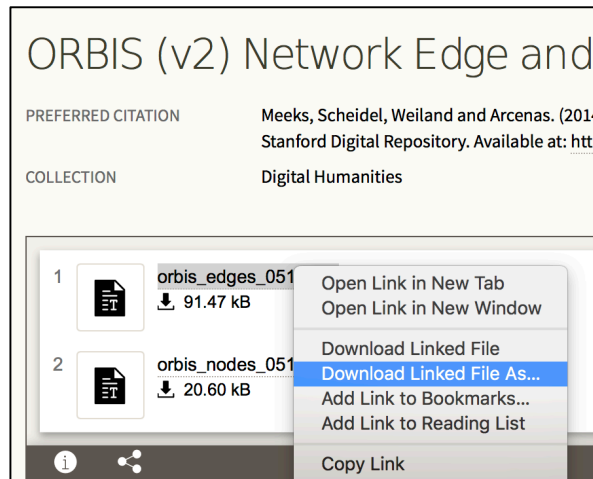 ORBIS (v2) Network Edge and
PREFERRED CITATION
Meeks, Scheidel, Weiland and Arcenas. (201
Stanford Digital Repository. Available at: htt
COLLECTION
Digital Humanities
1
orbis_edges_051
91.47 kB
2
orbis_nodes_051
20.60 kB
Open Link in New Tab
Open Link in New Window
Download Linked File
Download Linked File As...
Add Link to Bookmarks...
Add Link to Reading List
Copy Link